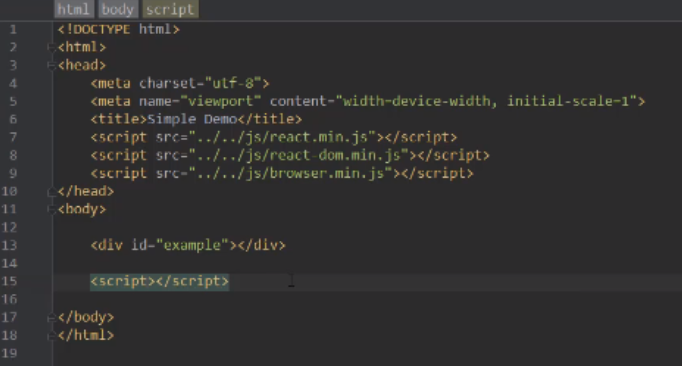 html body script
1 <!DOCTYPE html>
2 <html>
3 <head>
4 <meta charset="utf-8">
5 <meta name="viewport" content="width-device-width, initial-scale-1">
6 <title>Simple Demo</title>
7 <script src="../../js/react.min.js"></script>
8 <script src="../../js/react-dom.min.js"></script>
9 <script src="../../js/browser.min.js"></script>
10 </head>
11 <body>
12
13 <div id="example"></div>
14
15 <script></script>
16
17 </body>
18 </html>
19